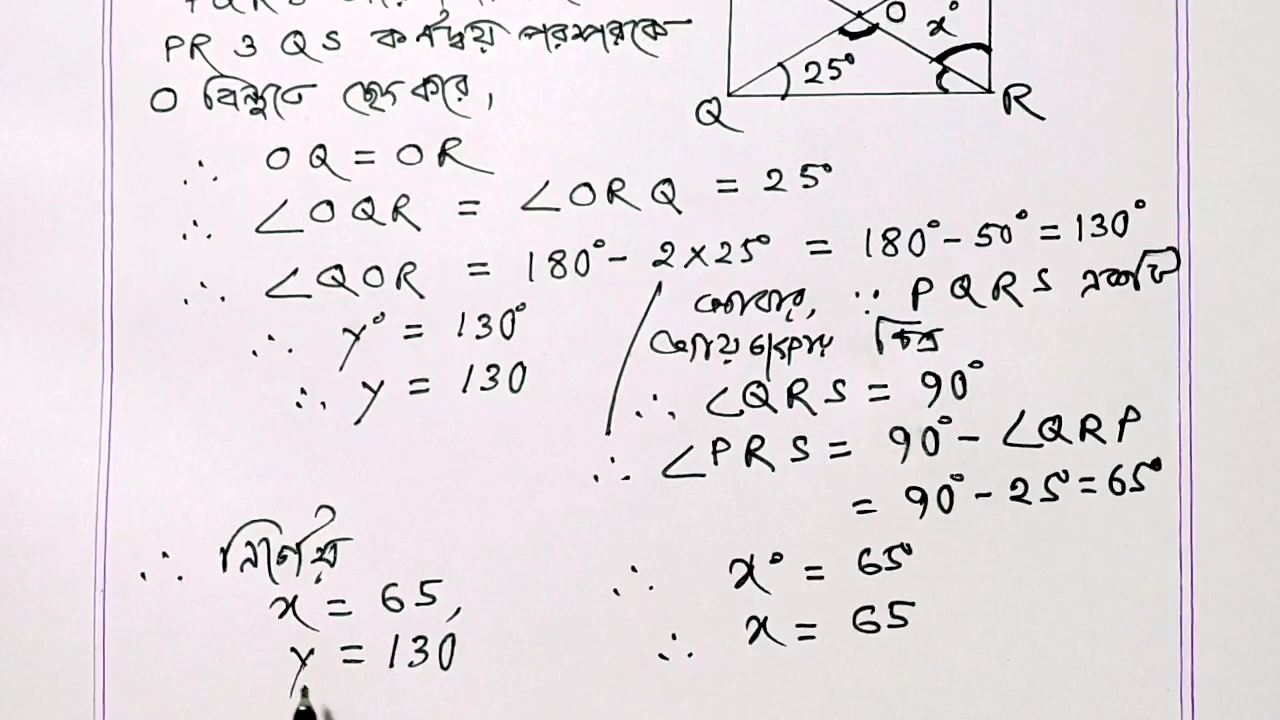 PR ও QS কর্ণদ্বয় পরস্পরকে
O বিন্দুতে ছেদ করে,
O x°
25°
Q R
∴ OQ = OR
∴ ∠OQR = ∠ORQ = 25°
∴ ∠QOR = 180° - 2×25° = 180° - 50° = 130°
∴ y° = 130°
∴ y = 130
আবার, ∵ PQRS একটি
আয়তাকার চিত্র
∴ ∠QRS = 90°
∴ ∠PRS = 90° - ∠QRP
= 90° - 25° = 65°
∴ x° = 65°
∴ x = 65
∴ নির্ণেয়
x = 65,
y = 130